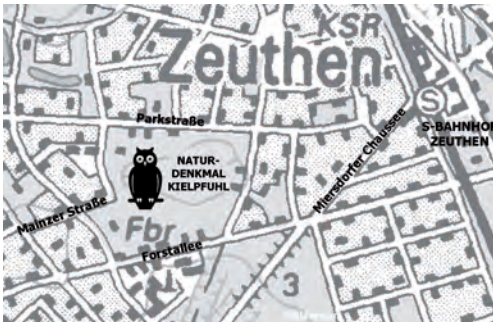 KSR
Zeuthen
Parkstraße
S
S-BAHNHOF
ZEUTHEN
Miersdorfer Chaussee
NATUR-
DENKMAL
KIELPFUHL
Mainzer Straße
Fbr
Forstallee
3